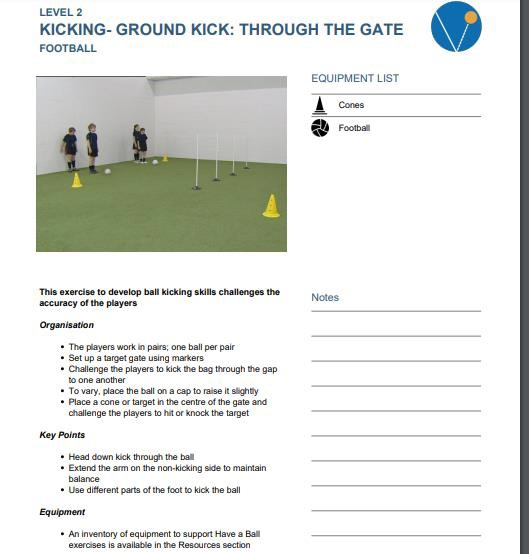 LEVEL 2
KICKING- GROUND KICK: THROUGH THE GATE
FOOTBALL
EQUIPMENT LIST
Cones
Football
This exercise to develop ball kicking skills challenges the
accuracy of the players
Organisation
• The players work in pairs; one ball per pair
• Set up a target gate using markers
• Challenge the players to kick the bag through the gap
to one another
• To vary, place the ball on a cap to raise it slightly
• Place a cone or target in the centre of the gate and
challenge the players to hit or knock the target
Key Points
• Head down kick through the ball
• Extend the arm on the non-kicking side to maintain
balance
• Use different parts of the foot to kick the ball
Equipment
• An inventory of equipment to support Have a Ball
exercises is available in the Resources section
Notes